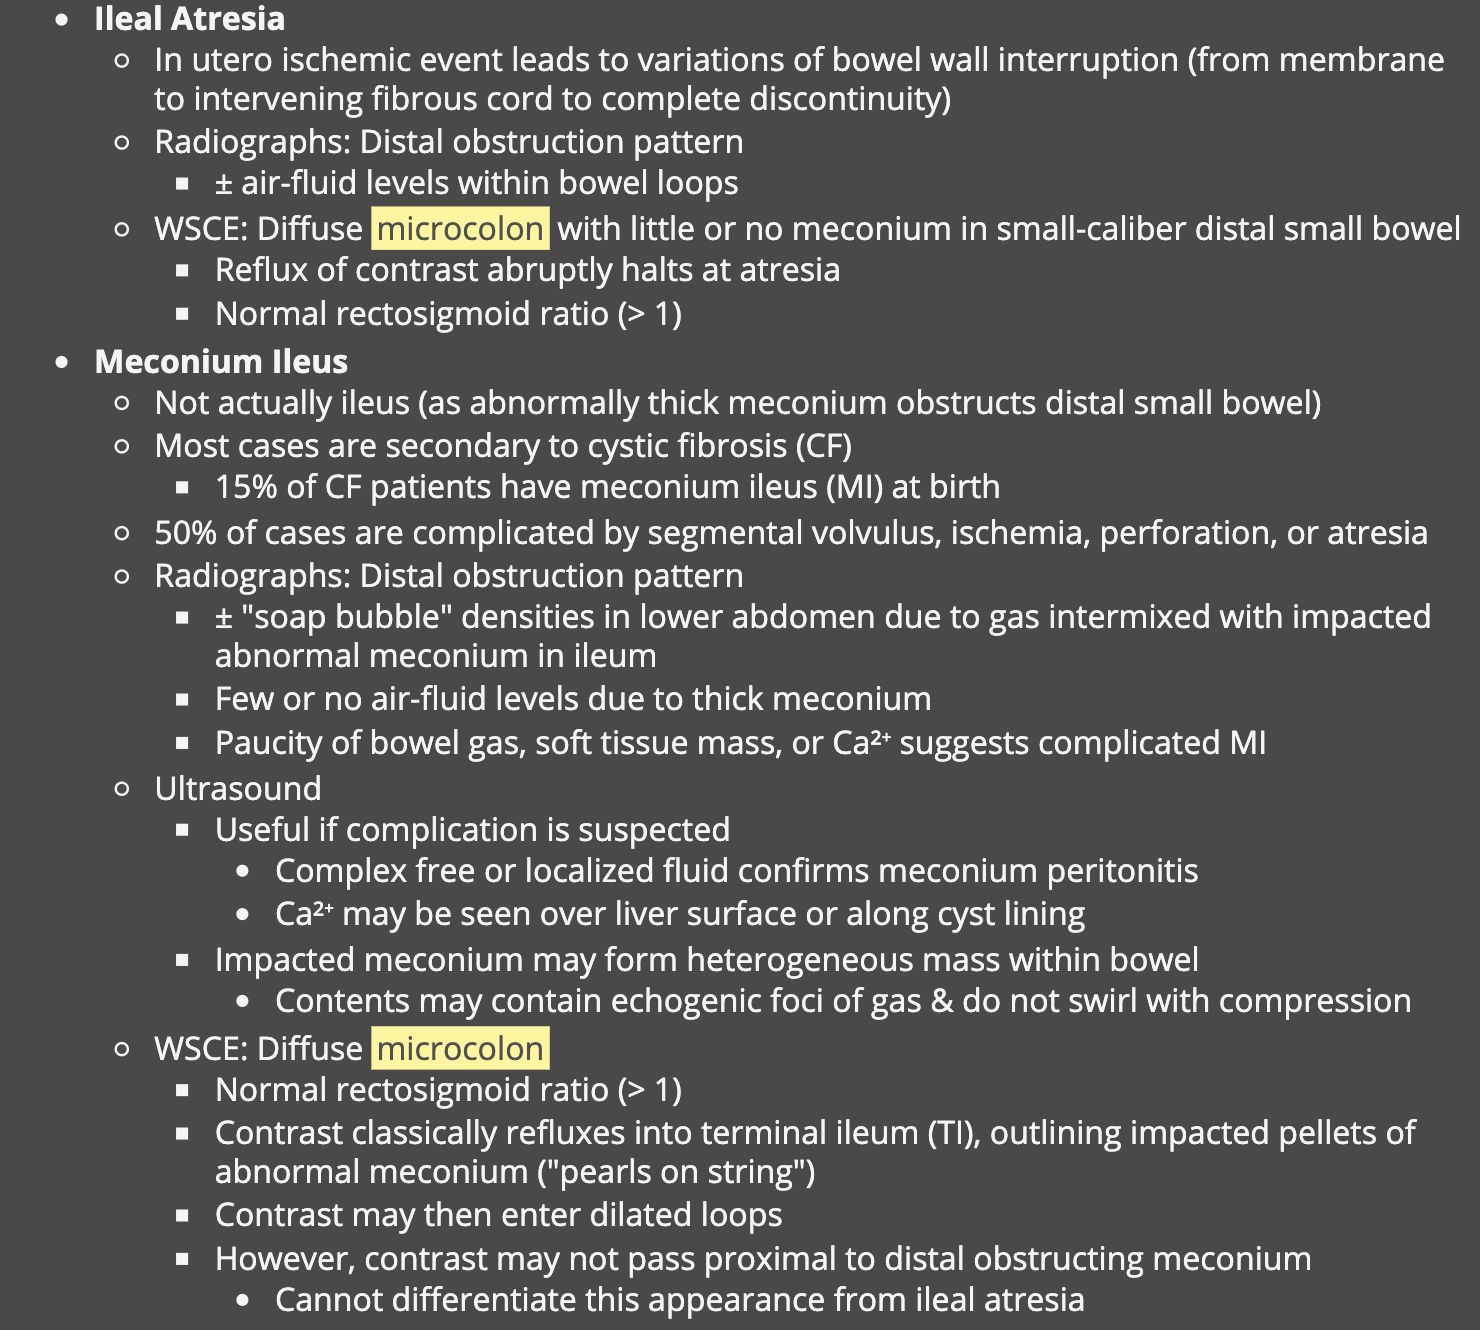 • Ileal Atresia
○ In utero ischemic event leads to variations of bowel wall interruption (from membrane
to intervening fibrous cord to complete discontinuity)
○ Radiographs: Distal obstruction pattern
▪ ± air-fluid levels within bowel loops
○ WSCE: Diffuse microcolon with little or no meconium in small-caliber distal small bowel
▪ Reflux of contrast abruptly halts at atresia
▪ Normal rectosigmoid ratio (> 1)
• Meconium Ileus
○ Not actually ileus (as abnormally thick meconium obstructs distal small bowel)
○ Most cases are secondary to cystic fibrosis (CF)
▪ 15% of CF patients have meconium ileus (MI) at birth
○ 50% of cases are complicated by segmental volvulus, ischemia, perforation, or atresia
○ Radiographs: Distal obstruction pattern
▪ ± "soap bubble" densities in lower abdomen due to gas intermixed with impacted
abnormal meconium in ileum
▪ Few or no air-fluid levels due to thick meconium
▪ Paucity of bowel gas, soft tissue mass, or Ca²⁺ suggests complicated MI
○ Ultrasound
▪ Useful if complication is suspected
• Complex free or localized fluid confirms meconium peritonitis
• Ca²⁺ may be seen over liver surface or along cyst lining
▪ Impacted meconium may form heterogeneous mass within bowel
• Contents may contain echogenic foci of gas & do not swirl with compression
○ WSCE: Diffuse microcolon
▪ Normal rectosigmoid ratio (> 1)
▪ Contrast classically refluxes into terminal ileum (TI), outlining impacted pellets of
abnormal meconium ("pearls on string")
▪ Contrast may then enter dilated loops
▪ However, contrast may not pass proximal to distal obstructing meconium
• Cannot differentiate this appearance from ileal atresia